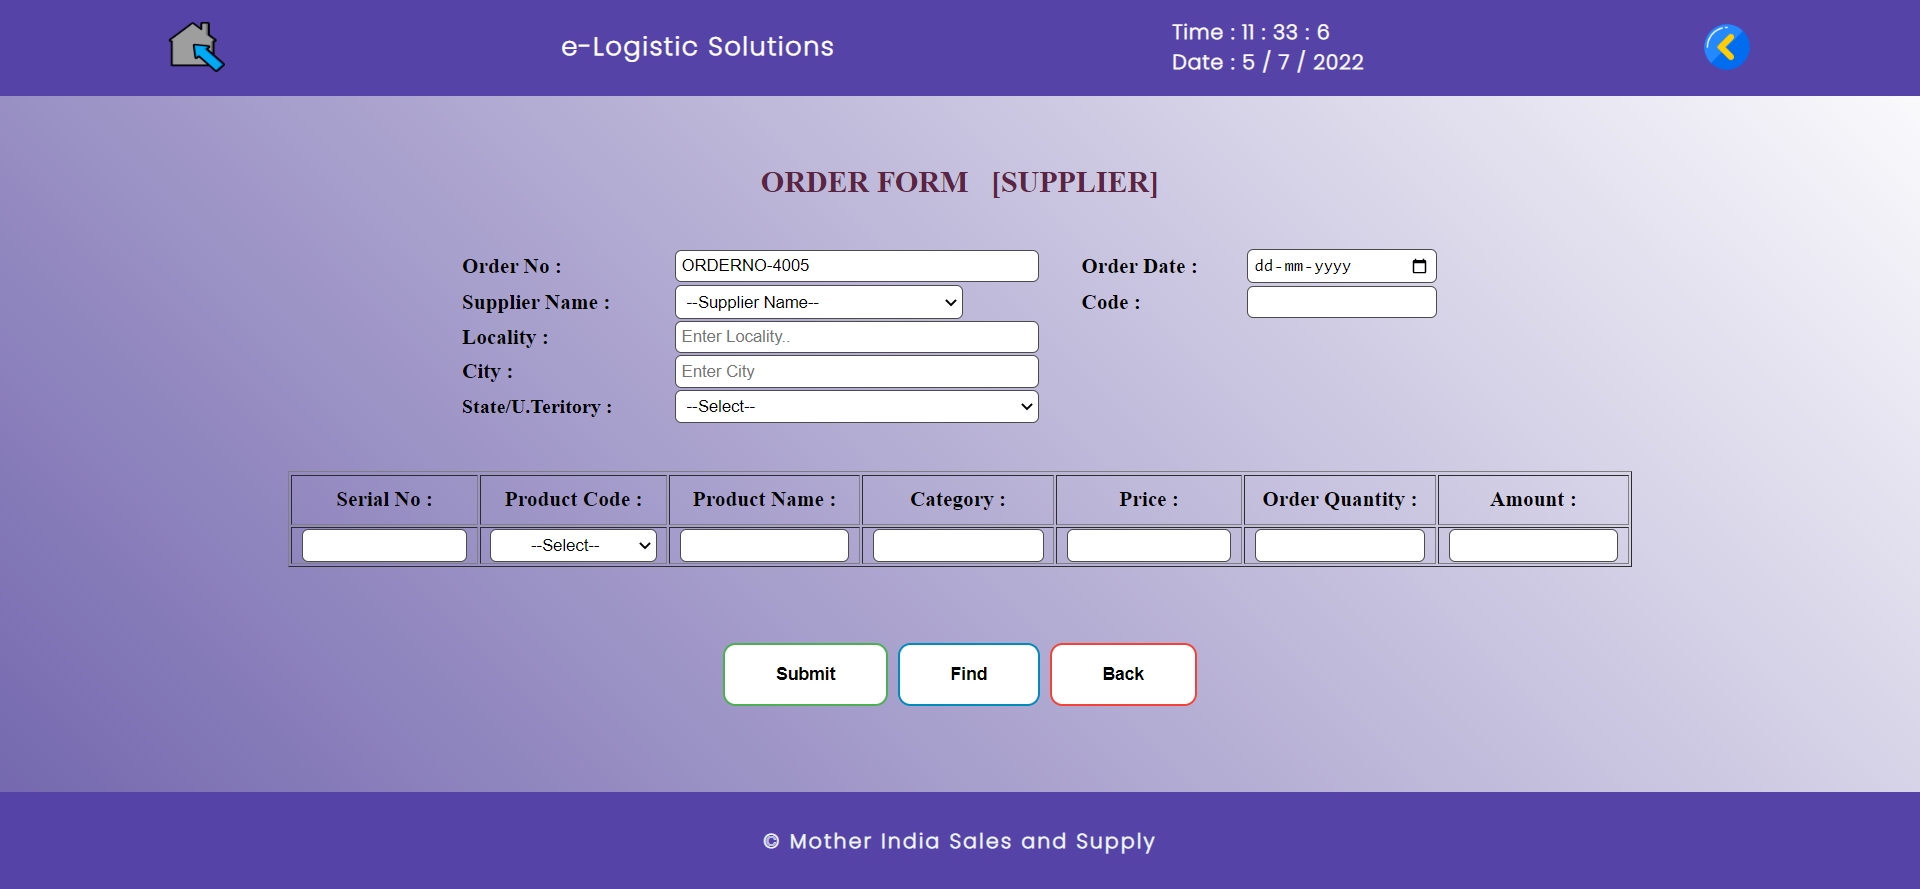 e-Logistic Solutions
Time : 11 : 33 : 6
Date : 5 / 7 / 2022
ORDER FORM [SUPPLIER]
Order No : ORDERNO-4005 Order Date : dd-mm-yyyy
Supplier Name : --Supplier Name-- Code :
Locality : Enter Locality..
City : Enter City
State/U.Teritory : --Select--
Serial No : Product Code : Product Name : Category : Price : Order Quantity : Amount :
--Select--
Submit Find Back
© Mother India Sales and Supply